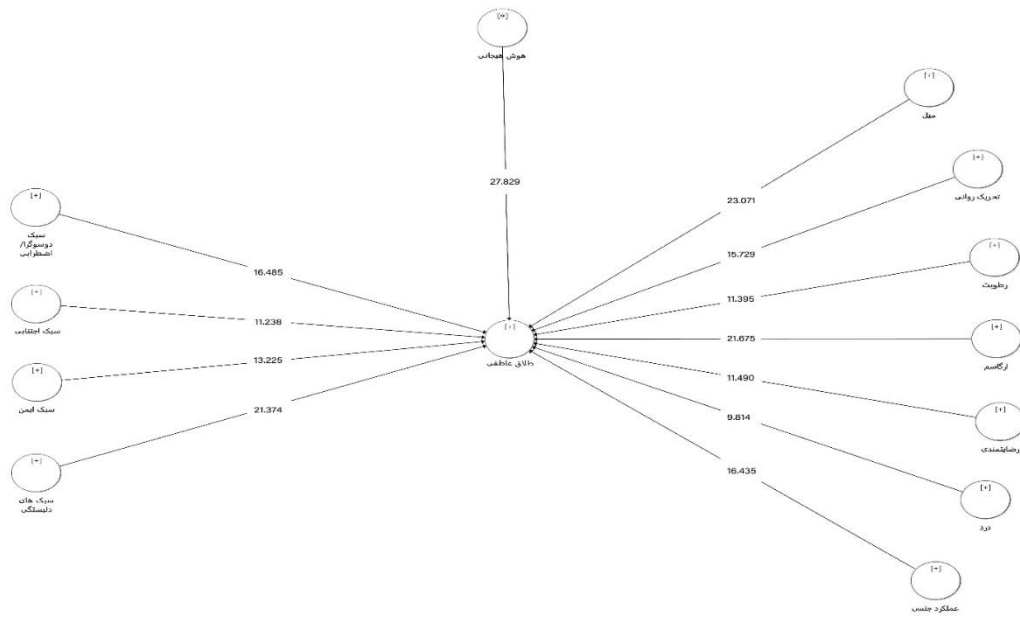 [+]
هوش هیجانی
[+]
میل
[+]
تحریک روانی
[+]
رطوبت
[+]
ارگاسم
[+]
رضایتمندی
[+]
درد
[+]
عملکرد جنسی
[+]
سبک
دوسوگرا/
اضطرابی
[+]
سبک اجتنابی
[+]
سبک ایمن
[+]
سبک های
دلبستگی
[+]
طلاق عاطفی
27.829
23.071
15.729
11.395
21.675
11.490
9.814
16.435
16.485
11.238
13.225
21.374